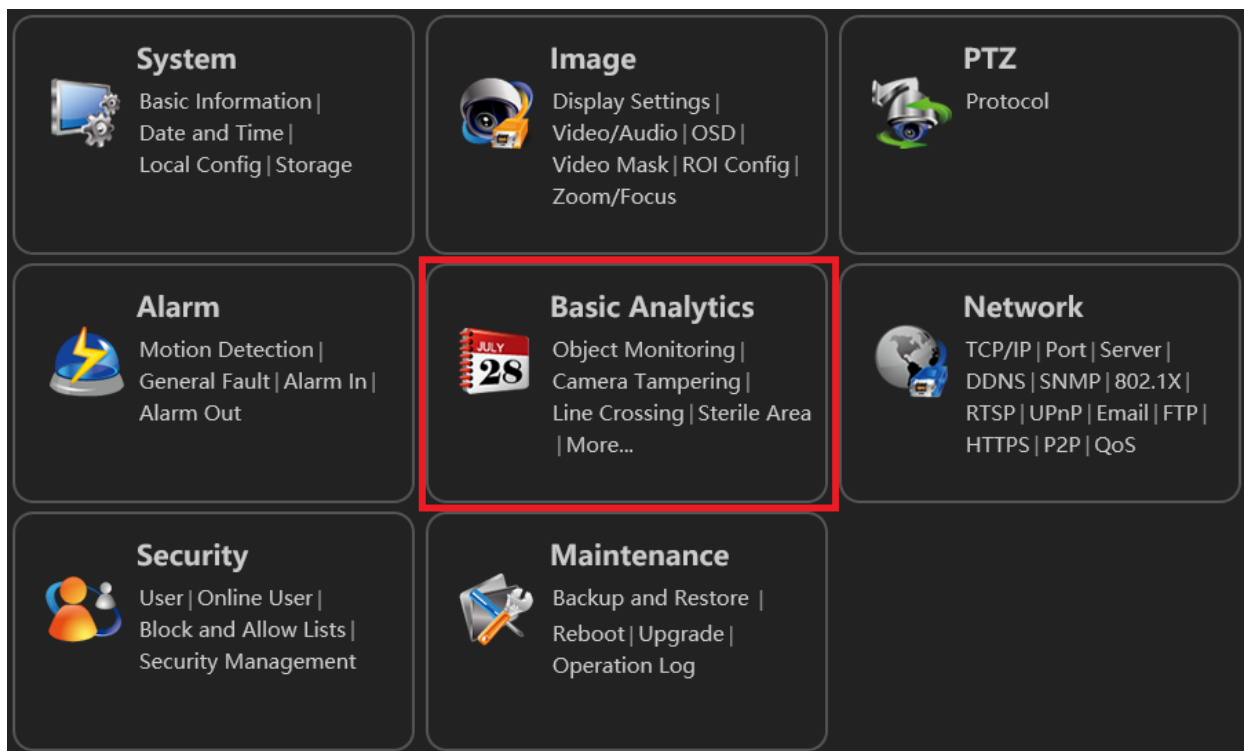 System
Basic Information |
Date and Time |
Local Config | Storage
Image
Display Settings |
Video/Audio | OSD |
Video Mask | ROI Config |
Zoom/Focus
PTZ
Protocol
Alarm
Motion Detection |
General Fault | Alarm In |
Alarm Out
JULY
28
Basic Analytics
Object Monitoring |
Camera Tampering |
Line Crossing | Sterile Area
| More...
Network
TCP/IP | Port | Server |
DDNS | SNMP | 802.1X |
RTSP | UPnP | Email | FTP |
HTTPS | P2P | QoS
Security
User | Online User |
Block and Allow Lists |
Security Management
Maintenance
Backup and Restore |
Reboot | Upgrade |
Operation Log